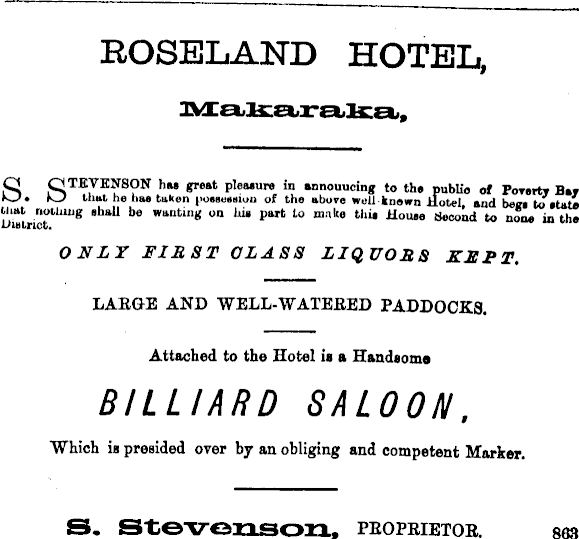 ROSELAND HOTEL,
Makaraka,
S. STEVENSON has great pleasure in annouucing to the public of Poverty Bay
that he has taken possession of the above well-known Hotel, and begs to state
that nothing shall be wanting on his part to make this House Second to none in the
District.
ONLY FIRST CLASS LIQUORS KEPT.
LARGE AND WELL-WATERED PADDOCKS.
Attached to the Hotel is a Handsome
BILLIARD SALOON,
Which is presided over by an obliging and competent Marker.
S. Stevenson, PROPRIETOR. 863